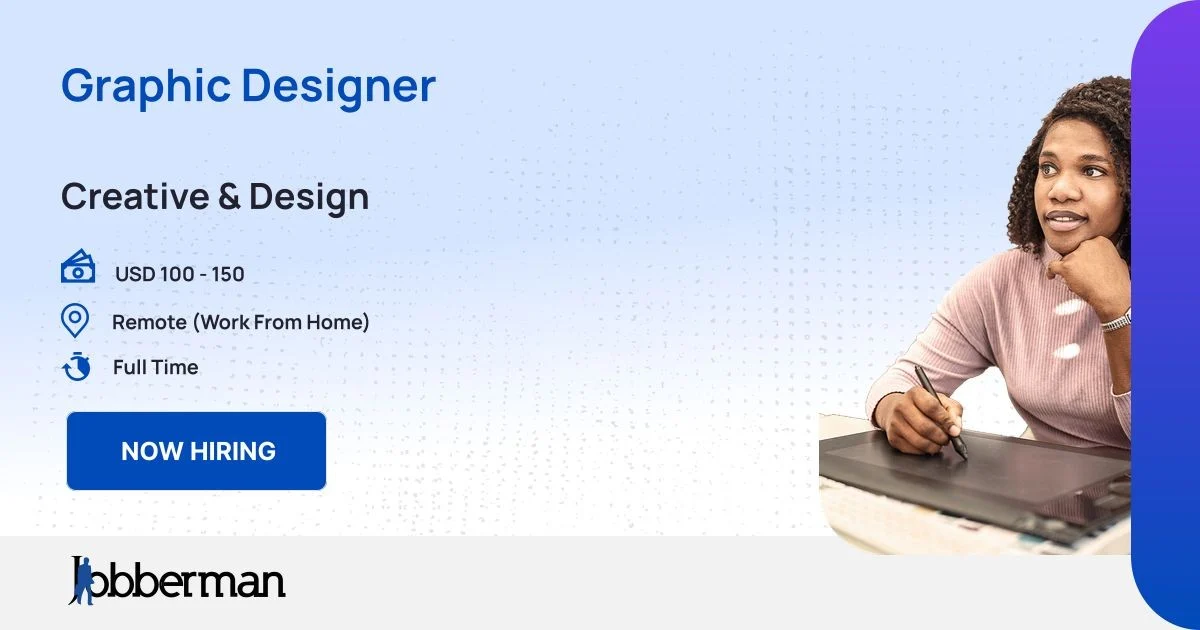 Graphic Designer
Creative & Design
USD 100 - 150
Remote (Work From Home)
Full Time
NOW HIRING
Jobberman